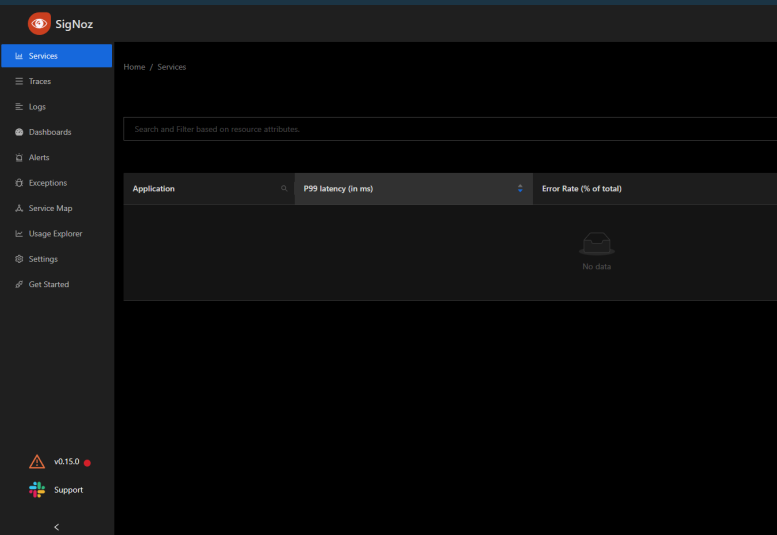 SigNoz
Services
Traces
Logs
Dashboards
Alerts
Exceptions
Service Map
Usage Explorer
Settings
Get Started
v0.15.0
Support
Home / Services
Search and Filter based on resource attributes.
Application P99 latency (in ms) Error Rate (% of total)
No data